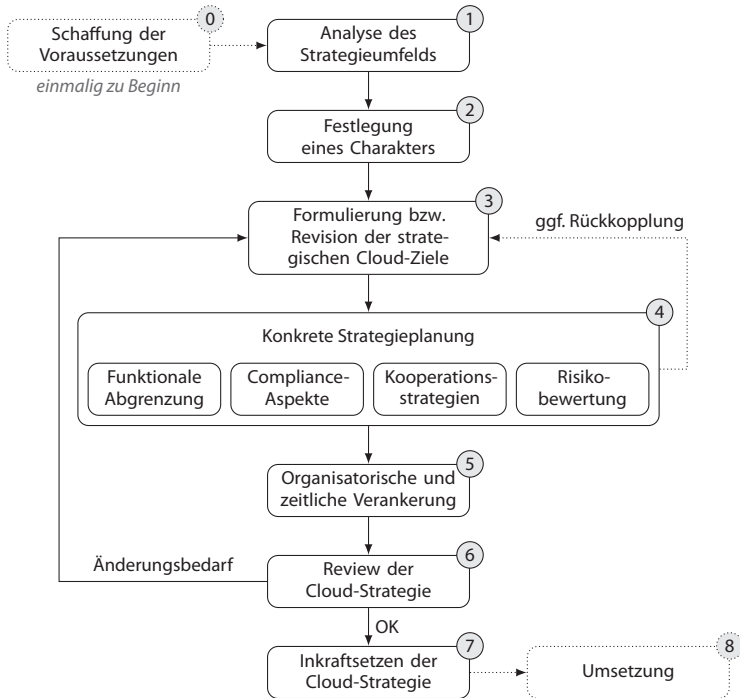 0
Schaffung der
Voraussetzungen
einmalig zu Beginn
1
Analyse des
Strategieumfelds
2
Festlegung
eines Charakters
3
Formulierung bzw.
Revision der strate-
gischen Cloud-Ziele
ggf. Rückkopplung
4
Konkrete Strategieplanung
Funktionale
Abgrenzung
Compliance-
Aspekte
Kooperations-
strategien
Risiko-
bewertung
5
Organisatorische und
zeitliche Verankerung
6
Review der
Cloud-Strategie
Änderungsbedarf
OK
7
Inkraftsetzen der
Cloud-Strategie
8
Umsetzung